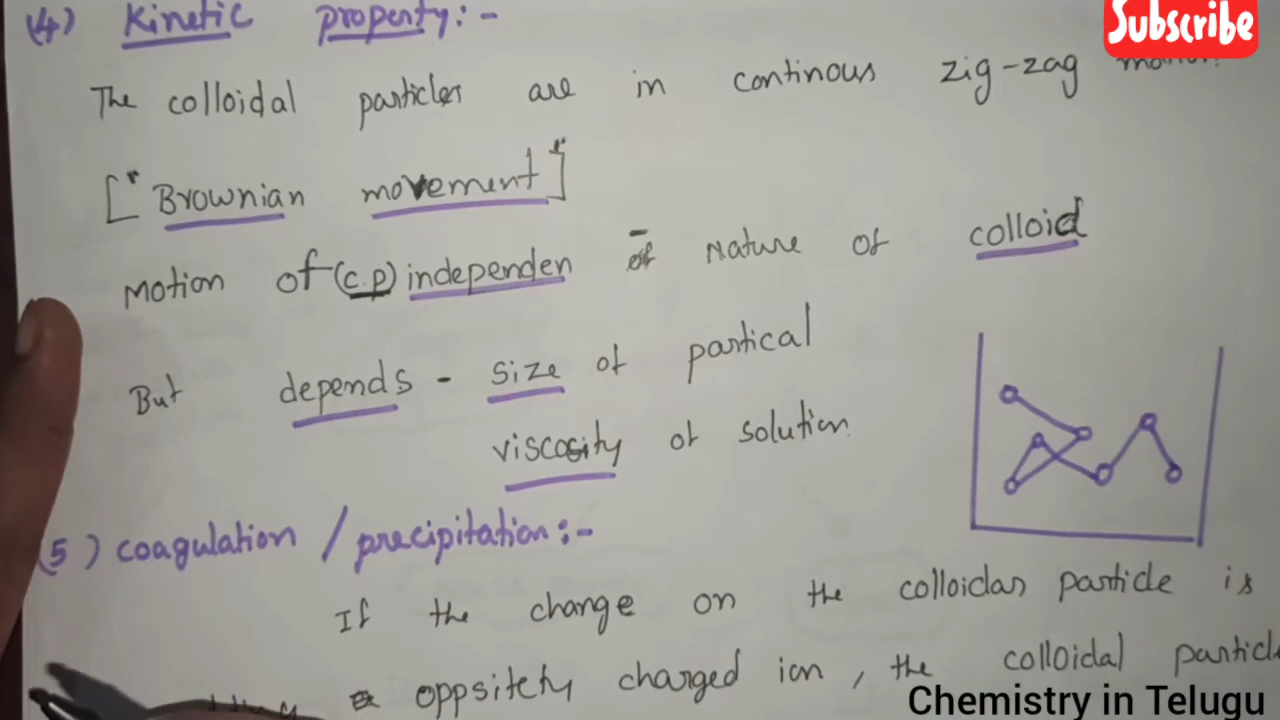 (4) Kinetic property:-
Subscribe
The colloidal particles are in continous zig-zag motion.
["Brownian movement"]
Motion of (c.p) independen of Nature of colloid
But depends - size of partical
viscosity of solution
(5) coagulation / precipitation:-
If the change on the colloidas particle is
oppsitely charged ion, the colloidal particle
Chemistry in Telugu